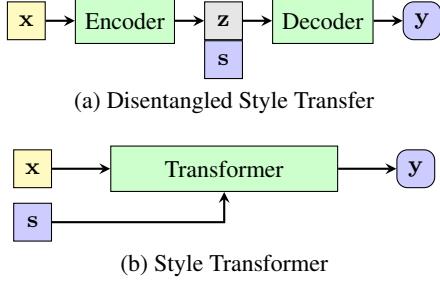 x Encoder z Decoder y
s
(a) Disentangled Style Transfer
x Transformer y
s
(b) Style Transformer